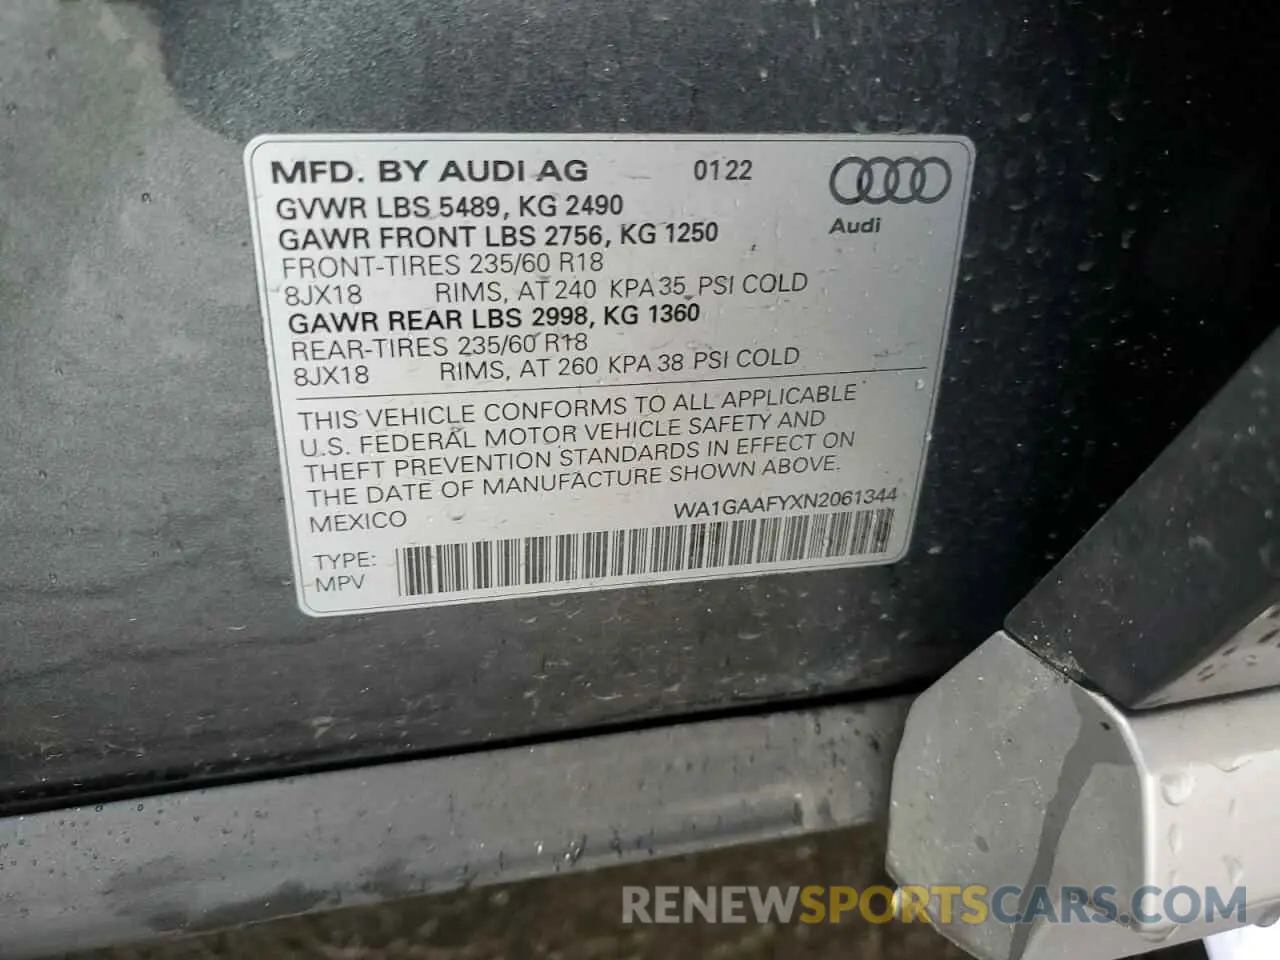 MFD. BY AUDI AG 0122
GVWR LBS 5489, KG 2490
GAWR FRONT LBS 2756, KG 1250
Audi
FRONT-TIRES 235/60 R18
8JX18 RIMS, AT 240 KPA 35 PSI COLD
GAWR REAR LBS 2998, KG 1360
REAR-TIRES 235/60 R18
8JX18 RIMS, AT 260 KPA 38 PSI COLD
THIS VEHICLE CONFORMS TO ALL APPLICABLE
U.S. FEDERAL MOTOR VEHICLE SAFETY AND
THEFT PREVENTION STANDARDS IN EFFECT ON
THE DATE OF MANUFACTURE SHOWN ABOVE.
MEXICO WA1GAAFYXN2061344
TYPE:
MPV
RENEWSPORTSCARS.COM